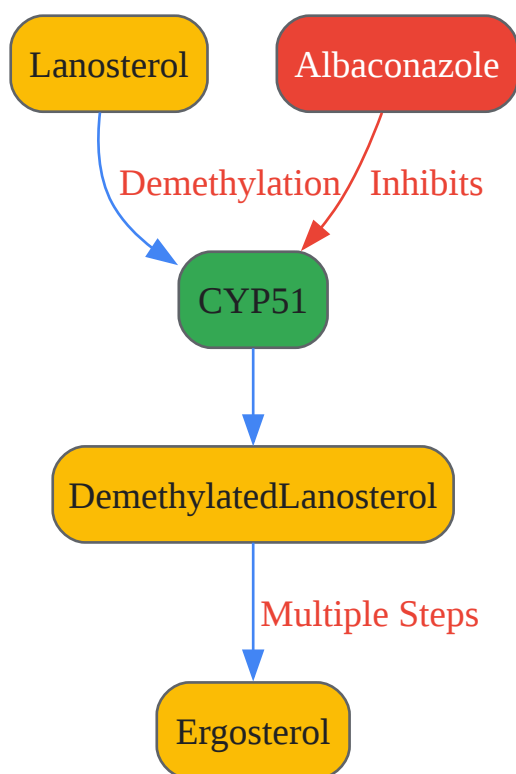 Lanosterol
Albaconazole
Demethylation
Inhibits
CYP51
DemethylatedLanosterol
Multiple Steps
Ergosterol